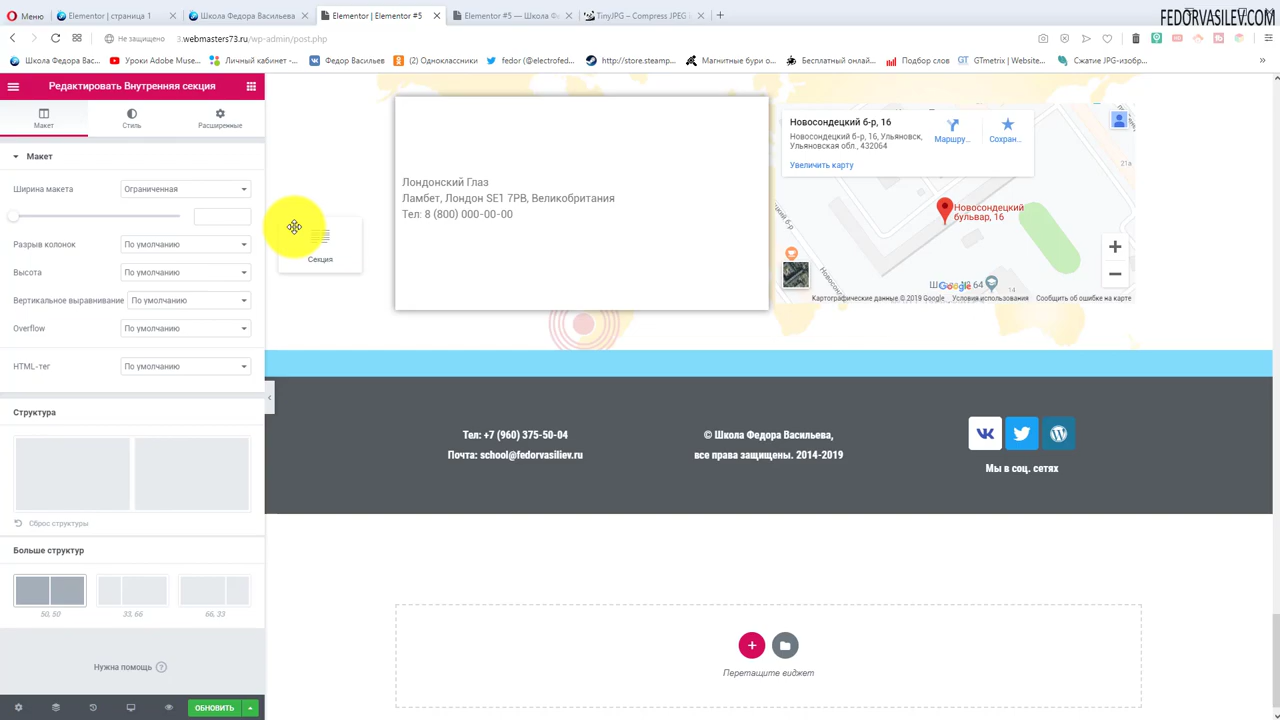 Меню
Elementor | страница 1
Школа Федора Васильева
Elementor | Elementor #5
Elementor #5 — Школа Ф
TinyJPG – Compress JPEG
FEDORVASILEV.COM
Не защищено
3.webmasters73.ru/wp-admin/post.php
Школа Федора Вас...
Уроки Adobe Muse...
Личный кабинет -...
Федор Васильев
(2) Одноклассники
fedor (@electrofed...
http://store.steamp...
Магнитные бури о...
Бесплатный онлай...
Подбор слов
GTmetrix | Website...
Сжатие JPG-изобр...
Редактировать Внутренняя секция
Макет
Стиль
Расширенные
Макет
Ширина макета
Ограниченная
Разрыв колонок
По умолчанию
Высота
По умолчанию
Вертикальное выравнивание
По умолчанию
Overflow
По умолчанию
HTML-тег
По умолчанию
Структура
Сброс структуры
Больше структур
50, 50
33, 66
66, 33
Нужна помощь
ОБНОВИТЬ
Секция
Лондонский Глаз
Ламбет, Лондон SE1 7PB, Великобритания
Тел: 8 (800) 000-00-00
Новосондецкий б-р, 16
Новосондецкий б-р, 16, Ульяновск,
Ульяновская обл., 432064
Увеличить карту
Маршру...
Сохран...
21а
Новосондецкий
бульвар, 16
64
Google
14
Картографические данные © 2019 Google
Условия использования
Сообщить об ошибке на карте
Тел: +7 (960) 375-50-04
Почта: school@fedorvasiliev.ru
© Школа Федора Васильева,
все права защищены. 2014-2019
Мы в соц. сетях
Перетащите виджет